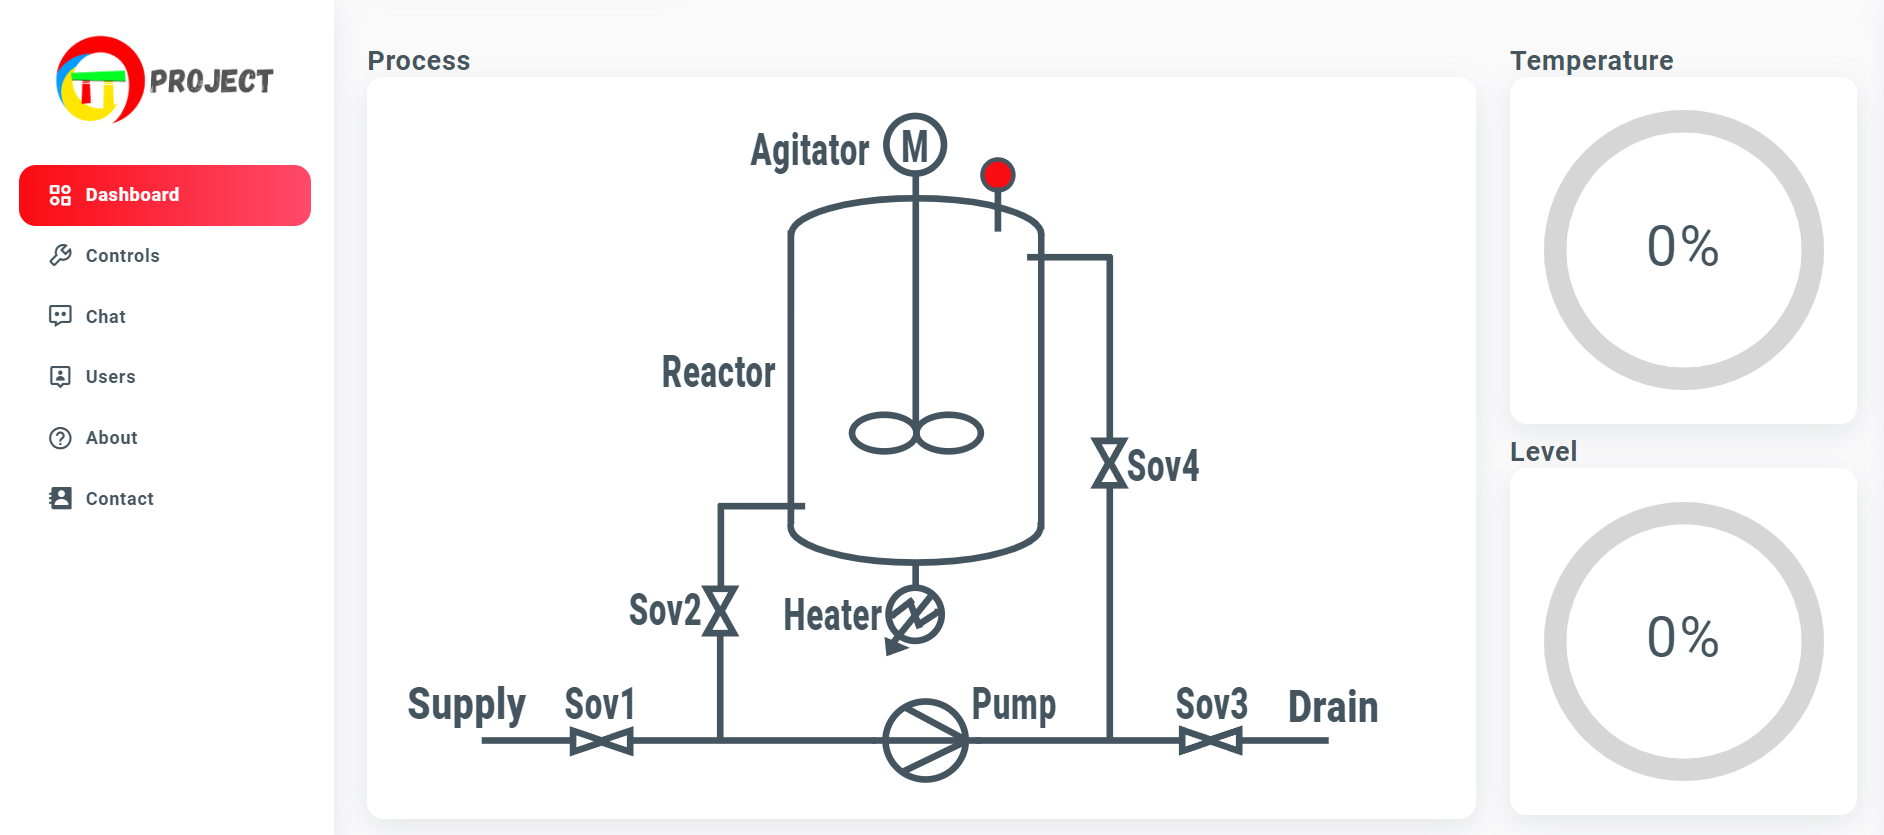 PROJECT
Dashboard
Controls
Chat
Users
About
Contact
Process
Agitator
M
Reactor
Sov4
Sov2
Heater
Supply
Sov1
Pump
Sov3
Drain
Temperature
0%
Level
0%